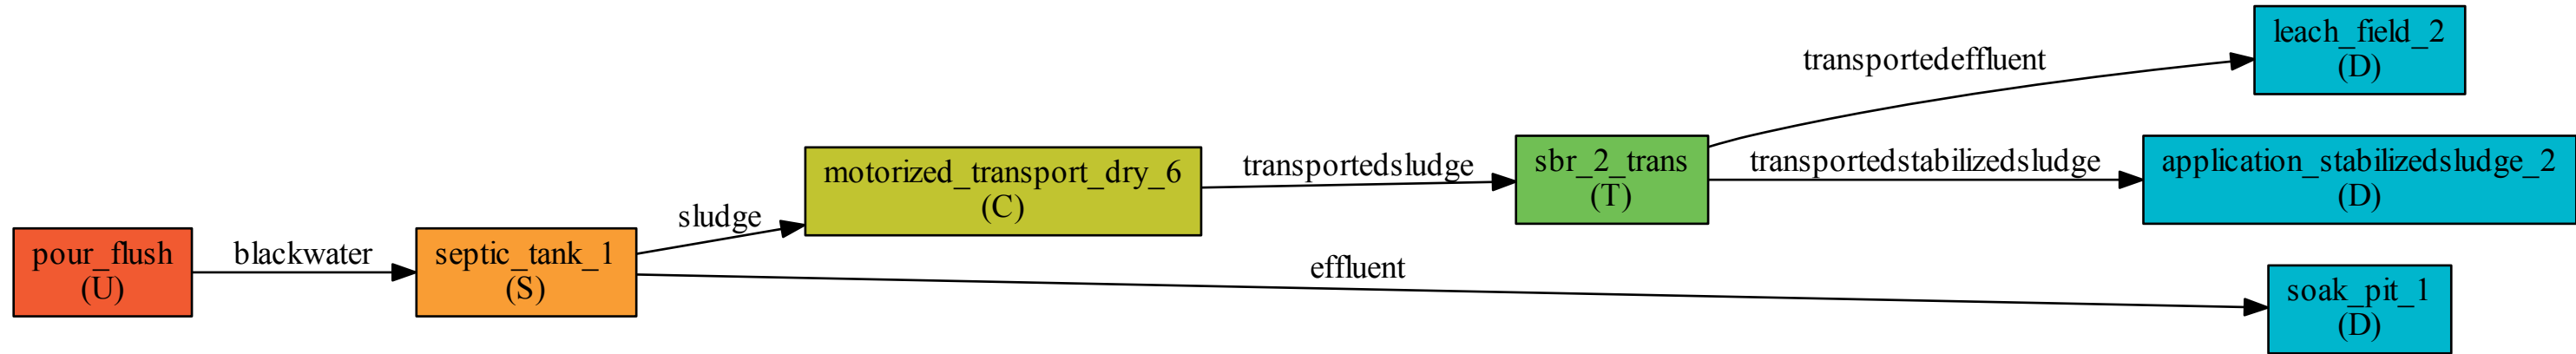 pour_flush
(U)
blackwater
septic_tank_1
(S)
sludge
motorized_transport_dry_6
(C)
transportedsludge
sbr_2_trans
(T)
transportedeffluent
leach_field_2
(D)
transportedstabilizedsludge
application_stabilizedsludge_2
(D)
effluent
soak_pit_1
(D)